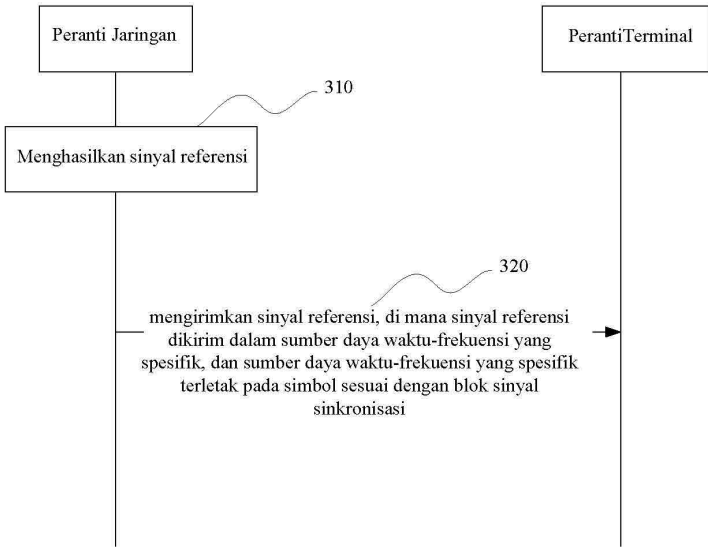 Peranti Jaringan
PerantiTerminal
310
Menghasilkan sinyal referensi
320
mengirimkan sinyal referensi, di mana sinyal referensi
dikirim dalam sumber daya waktu-frekuensi yang
spesifik, dan sumber daya waktu-frekuensi yang spesifik
terletak pada simbol sesuai dengan blok sinyal
sinkronisasi